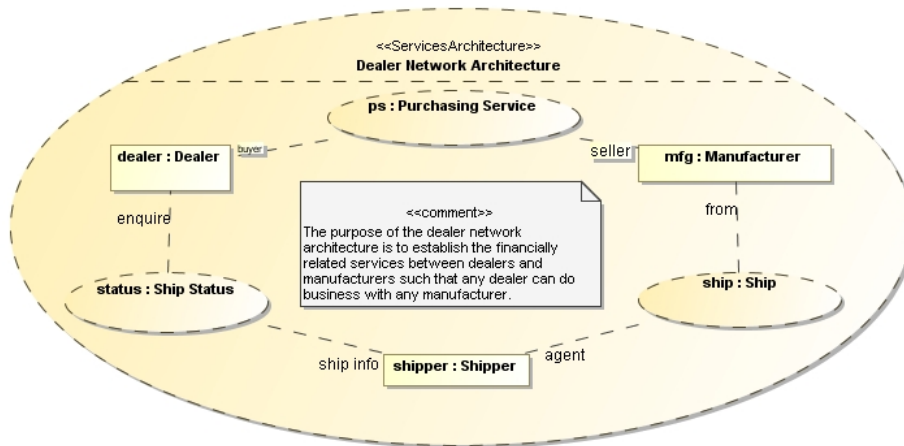 <<ServicesArchitecture>>
Dealer Network Architecture
ps : Purchasing Service
buyer
seller
dealer : Dealer
mfg : Manufacturer
enquire
from
<<comment>>
The purpose of the dealer network
architecture is to establish the financially
related services between dealers and
manufacturers such that any dealer can do
business with any manufacturer.
status : Ship Status
ship : Ship
ship info
shipper : Shipper
agent